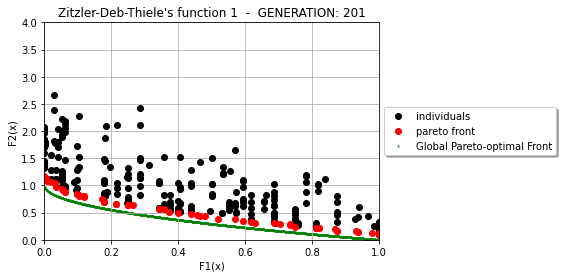 Zitzler-Deb-Thiele's function 1 - GENERATION: 201
4.0
3.5
3.0
2.5
2.0
1.5
1.0
0.5
0.0
F2(x)
0.0 0.2 0.4 0.6 0.8 1.0
F1(x)
individuals
pareto front
Global Pareto-optimal Front